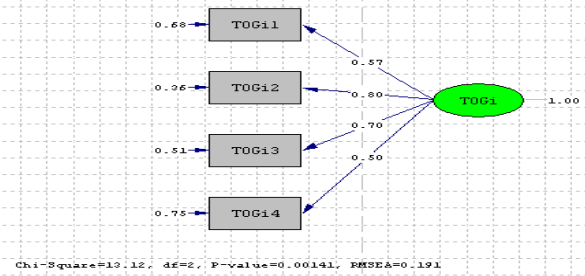 0.68 TOGi1
0.57
0.36 TOGi2 0.80 TOGi 1.00
0.70
0.51 TOGi3
0.50
0.75 TOGi4
Chi-Square=13.12, df=2, P-value=0.00141, RMSEA=0.191